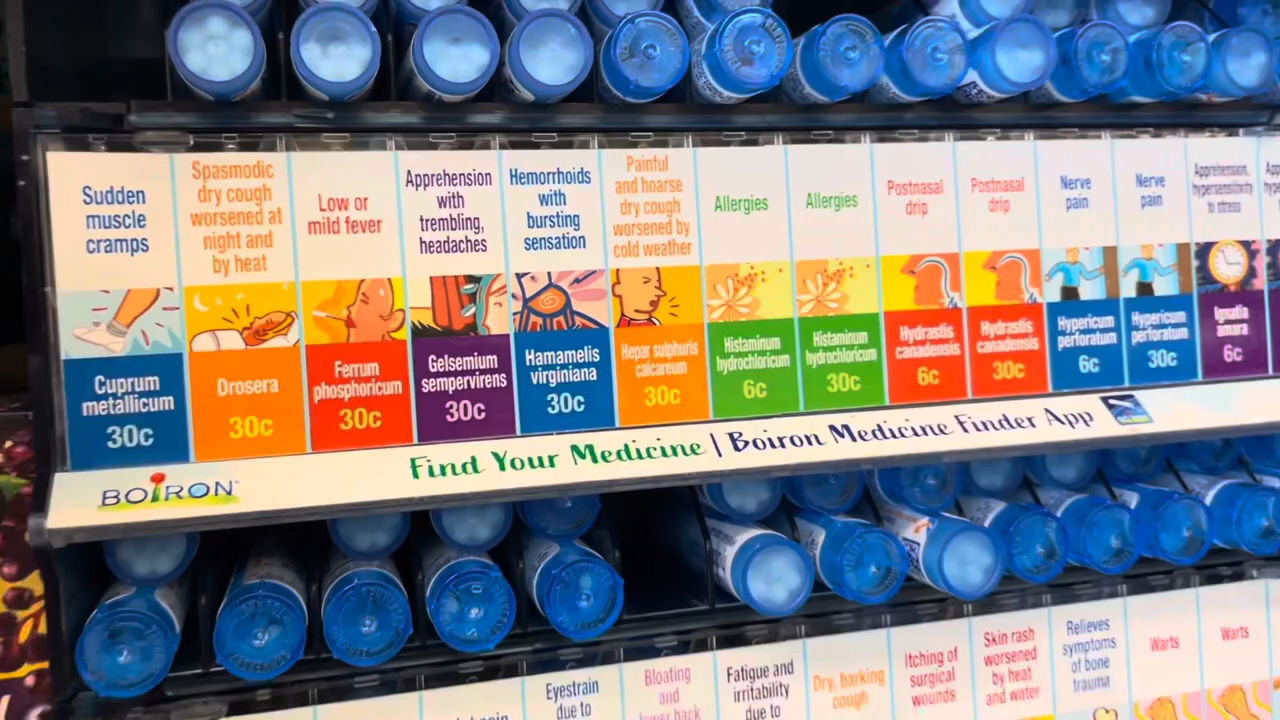 Sudden
muscle
cramps
Cuprum
metallicum
30c
Spasmodic
dry cough
worsened at
night and
by heat
Drosera
30c
Low or
mild fever
Ferrum
phosphoricum
30c
Apprehension
with
trembling,
headaches
Gelsemium
sempervirens
30c
Hemorrhoids
with
bursting
sensation
Hamamelis
virginiana
30c
Painful
and hoarse
dry cough
worsened by
cold weather
Hepar sulphuris
calcareum
30c
Allergies
Histaminum
hydrochloricum
6c
Allergies
Histaminum
hydrochloricum
30c
Postnasal
drip
Hydrastis
canadensis
6c
Postnasal
drip
Hydrastis
canadensis
30c
Nerve
pain
Hypericum
perforatum
6c
Nerve
pain
Hypericum
perforatum
30c
Apprehension,
hypersensitivity
to stress
Ignatia
amara
6c
BOIRON
Find Your Medicine | Boiron Medicine Finder App
Eyestrain
due to
Bloating
and
lower back
Fatigue and
irritability
due to
Dry, barking
cough
Itching of
surgical
wounds
Skin rash
worsened
by heat
and water
Relieves
symptoms
of bone
trauma
Warts
Warts